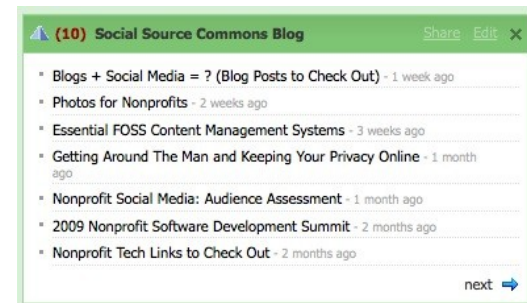 (10) Social Source Commons Blog Share Edit ×
Blogs + Social Media = ? (Blog Posts to Check Out) - 1 week ago
Photos for Nonprofits - 2 weeks ago
Essential FOSS Content Management Systems - 3 weeks ago
Getting Around The Man and Keeping Your Privacy Online - 1 month
ago
Nonprofit Social Media: Audience Assessment - 1 month ago
2009 Nonprofit Software Development Summit - 2 months ago
Nonprofit Tech Links to Check Out - 2 months ago
next